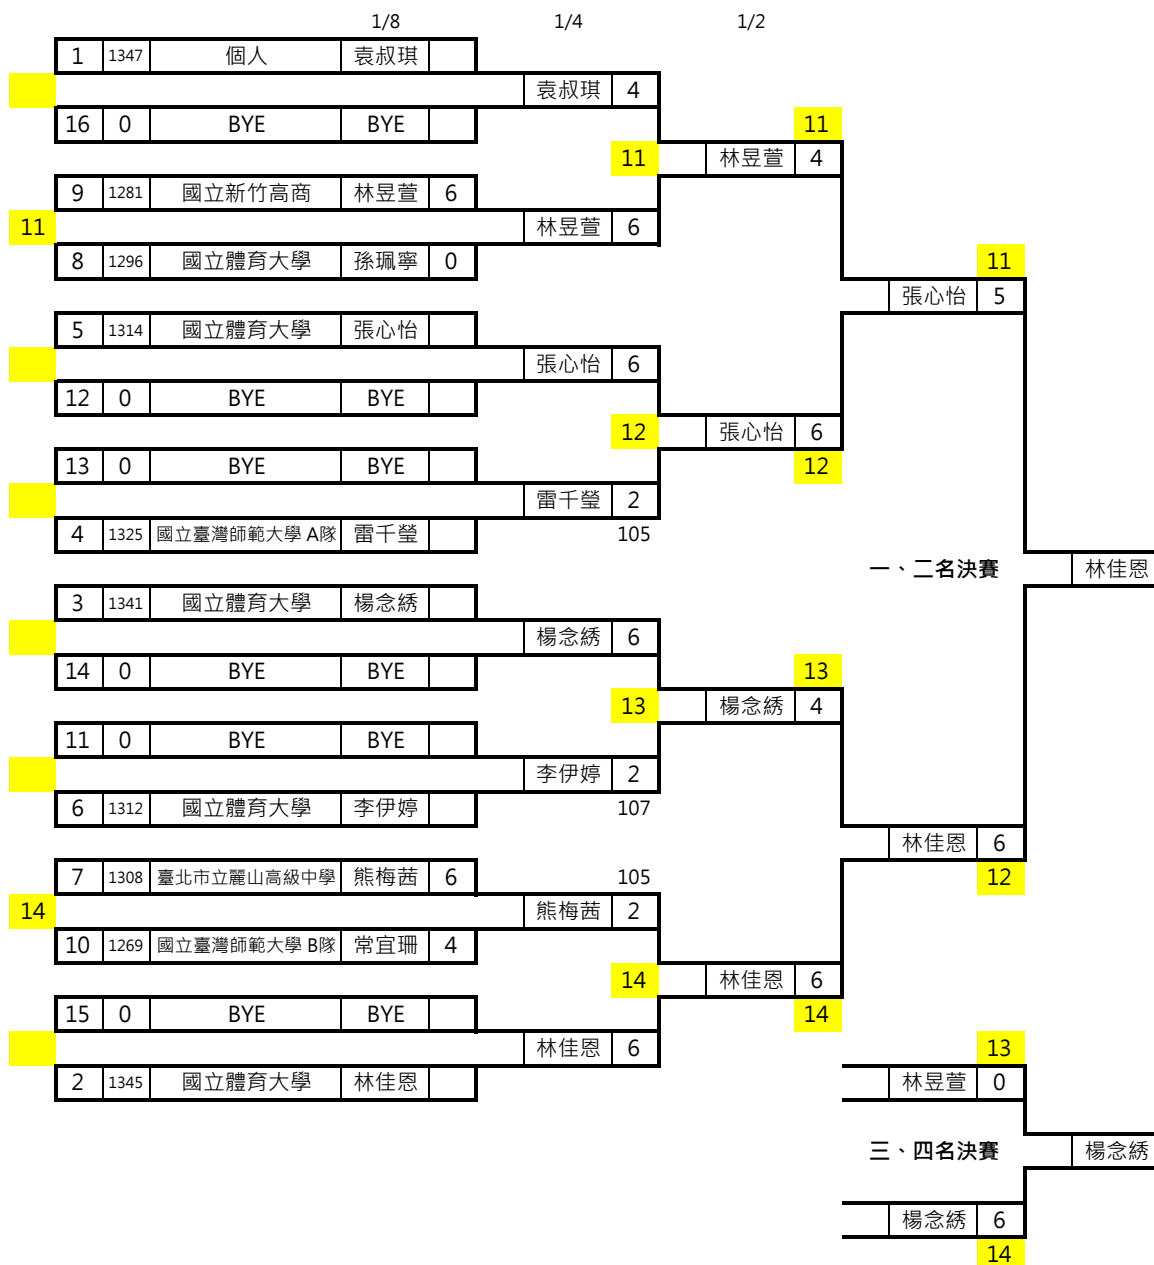 1/8 1/4 1/2
1 1347 個人 袁叔琪
袁叔琪 4
16 0 BYE BYE 11
11 林昱萱 4
9 1281 國立新竹高商 林昱萱 6
11 林昱萱 6
8 1296 國立體育大學 孫珮寧 0 11
張心怡 5
5 1314 國立體育大學 張心怡
張心怡 6
12 0 BYE BYE
12 張心怡 6
13 0 BYE BYE 12
雷千瑩 2
4 1325 國立臺灣師範大學 A隊 雷千瑩 105
一、二名決賽 林佳恩
3 1341 國立體育大學 楊念綉
楊念綉 6
14 0 BYE BYE 13
13 楊念綉 4
11 0 BYE BYE
李伊婷 2
6 1312 國立體育大學 李伊婷 107
林佳恩 6
7 1308 臺北市立麗山高級中學 熊梅茜 6 105 12
14 熊梅茜 2
10 1269 國立臺灣師範大學 B隊 常宜珊 4
14 林佳恩 6
15 0 BYE BYE 14
林佳恩 6 13
2 1345 國立體育大學 林佳恩 林昱萱 0
三、四名決賽 楊念綉
楊念綉 6
14